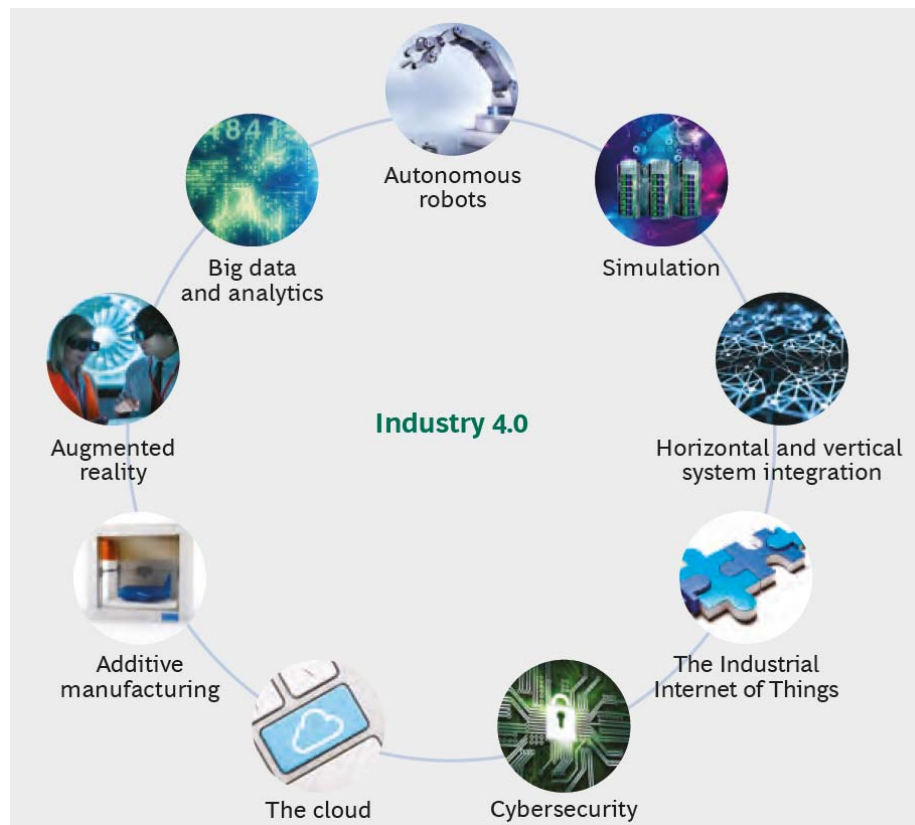 Autonomous
robots
Simulation
Horizontal and vertical
system integration
The Industrial
Internet of Things
Cybersecurity
The cloud
Additive
manufacturing
Augmented
reality
Big data
and analytics
Industry 4.0